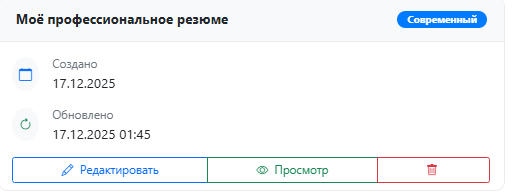 Моё профессиональное резюме
Современный
Создано
17.12.2025
Обновлено
17.12.2025 01:45
Редактировать
Просмотр